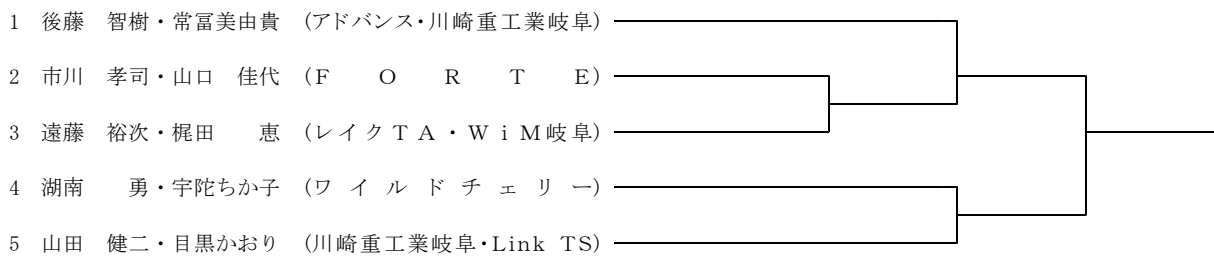 1 後藤 智樹・常冨美由貴 (アドバンス・川崎重工業岐阜)
2 市川 孝司・山口 佳代 (FORTE)
3 遠藤 裕次・梶田 恵 (レイクTA・WiM岐阜)
4 湖南 勇・宇陀ちか子 (ワイルドチェリー)
5 山田 健二・目黒かおり (川崎重工業岐阜・Link TS)